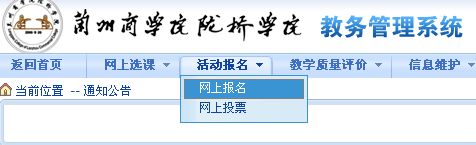 兰州商学院陇桥学院 教务管理系统
返回首页 网上选课 活动报名 教学质量评价 信息维护
网上报名
当前位置 -- 通知公告
网上投票